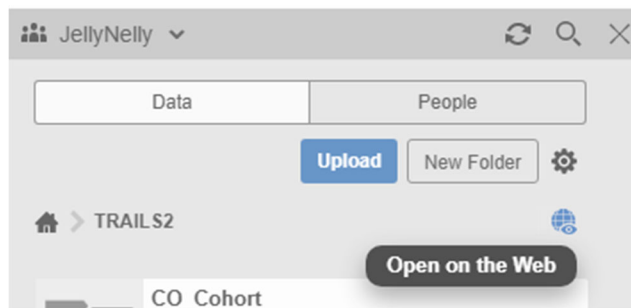 JellyNelly
Data People
Upload New Folder
TRAILS2
Open on the Web
CO_Cohort